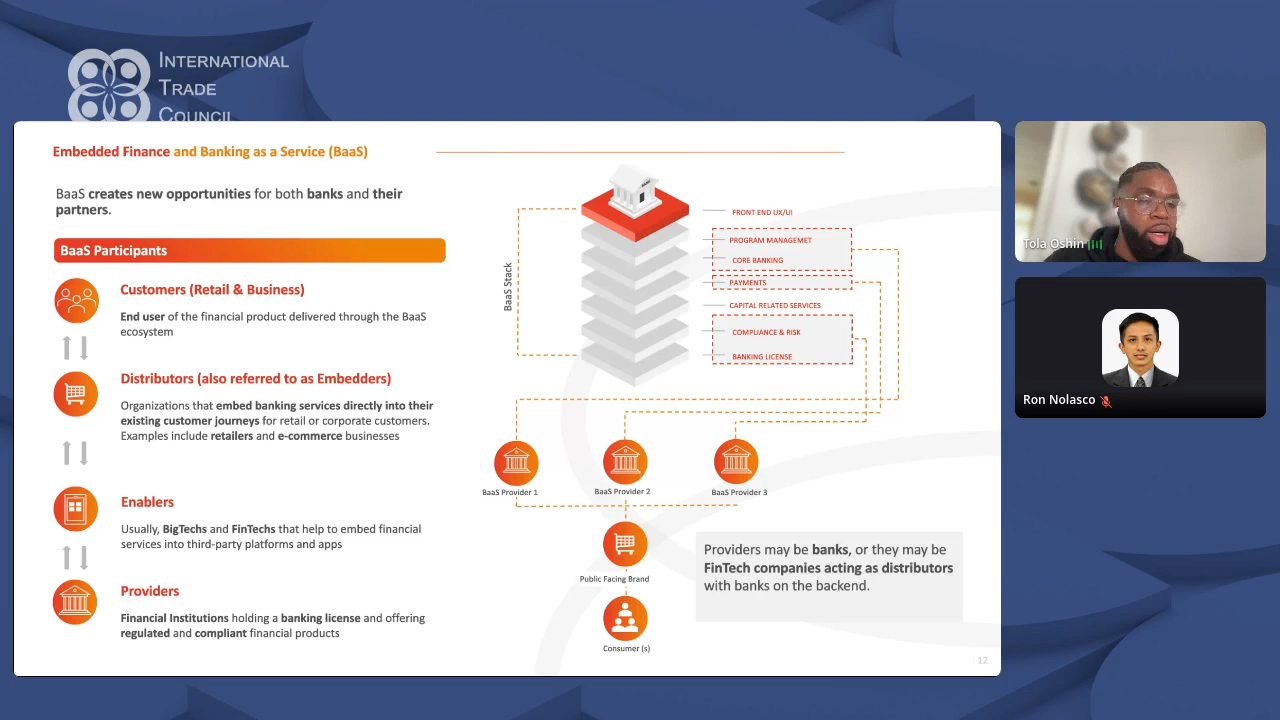 INTERNATIONAL
TRADE
COUNCIL
Embedded Finance and Banking as a Service (BaaS)
BaaS creates new opportunities for both banks and their
partners.
BaaS Participants
Customers (Retail & Business)
End user of the financial product delivered through the BaaS
ecosystem
Distributors (also referred to as Embedders)
Organizations that embed banking services directly into their
existing customer journeys for retail or corporate customers.
Examples include retailers and e-commerce businesses
Enablers
Usually, BigTechs and FinTechs that help to embed financial
services into third-party platforms and apps
Providers
Financial Institutions holding a banking license and offering
regulated and compliant financial products
BaaS Stack
FRONT END UX/UI
PROGRAM MANAGEMET
CORE BANKING
PAYMENTS
CAPITAL RELATED SERVICES
COMPLIANCE & RISK
BANKING LICENSE
BaaS Provider 1
BaaS Provider 2
BaaS Provider 3
Public Facing Brand
Consumer (s)
Providers may be banks, or they may be
FinTech companies acting as distributors
with banks on the backend.
12
Tola Oshin
Ron Nolasco